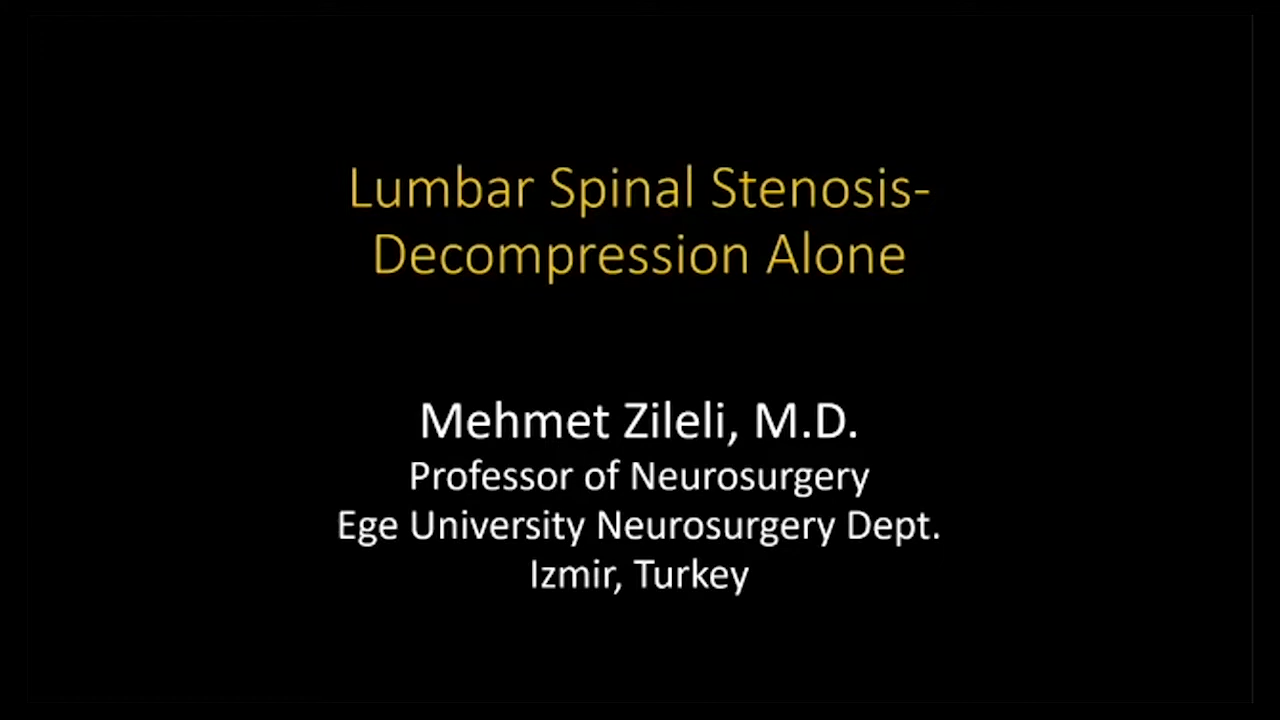 Lumbar Spinal Stenosis-
Decompression Alone
Mehmet Zileli, M.D.
Professor of Neurosurgery
Ege University Neurosurgery Dept.
Izmir, Turkey